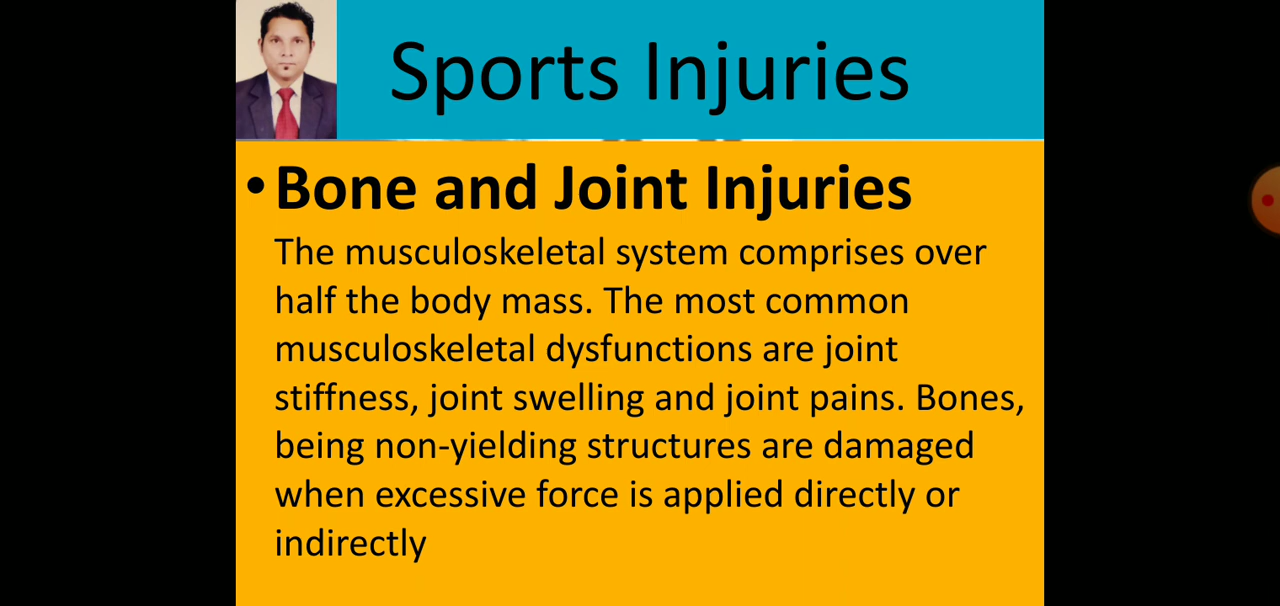 Sports Injuries
• Bone and Joint Injuries
The musculoskeletal system comprises over
half the body mass. The most common
musculoskeletal dysfunctions are joint
stiffness, joint swelling and joint pains. Bones,
being non-yielding structures are damaged
when excessive force is applied directly or
indirectly